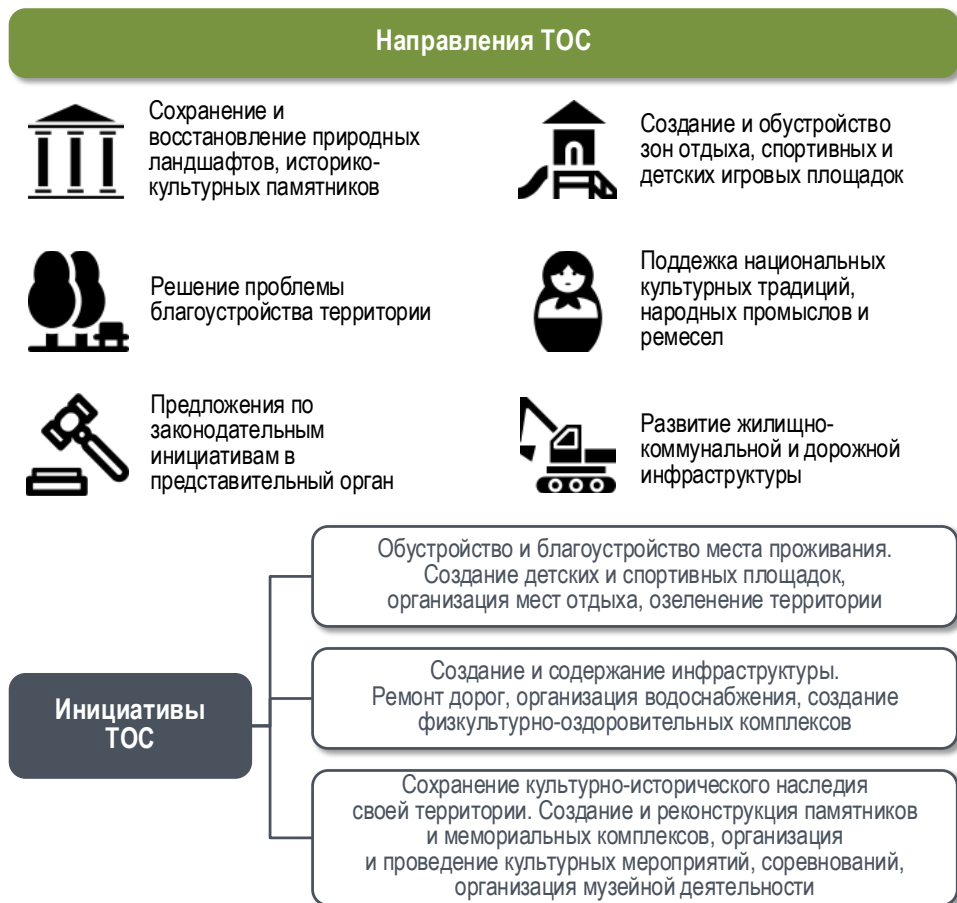 Направления ТОС
Сохранение и
восстановление природных
ландшафтов, историко-
культурных памятников
Создание и обустройство
зон отдыха, спортивных и
детских игровых площадок
Решение проблемы
благоустройства территории
Поддежка национальных
культурных традиций,
народных промыслов и
ремесел
Предложения по
законодательным
инициативам в
представительный орган
Развитие жилищно-
коммунальной и дорожной
инфраструктуры
Инициативы
ТОС
Обустройство и благоустройство места проживания.
Создание детских и спортивных площадок,
организация мест отдыха, озеленение территории
Создание и содержание инфраструктуры.
Ремонт дорог, организация водоснабжения, создание
физкультурно-оздоровительных комплексов
Сохранение культурно-исторического наследия
своей территории. Создание и реконструкция памятников
и мемориальных комплексов, организация
и проведение культурных мероприятий, соревнований,
организация музейной деятельности